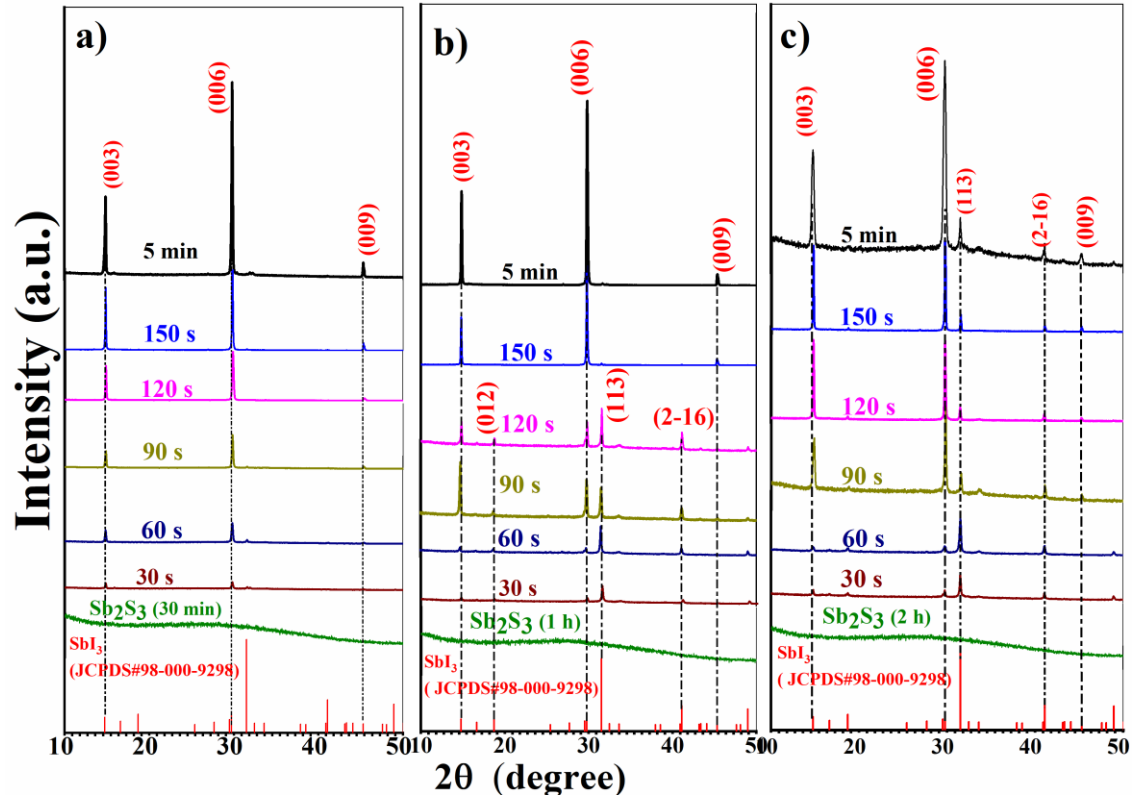 Intensity (a.u.)
a)
(003)
(006)
(009)
5 min
150 s
120 s
90 s
60 s
30 s
Sb2S3 (30 min)
SbI3
(JCPDS#98-000-9298)
10 20 30 40 50
b)
(003)
(006)
(009)
5 min
150 s
(012)
120 s
(113)
(2-16)
90 s
60 s
30 s
Sb2S3 (1 h)
SbI3
( JCPDS#98-000-9298)
10 20 30 40 50
c)
(003)
(006)
(113)
(2-16)
(009)
5 min
150 s
120 s
90 s
60 s
30 s
Sb2S3 (2 h)
SbI3
( JCPDS#98-000-9298)
20 30 40 50
2θ (degree)